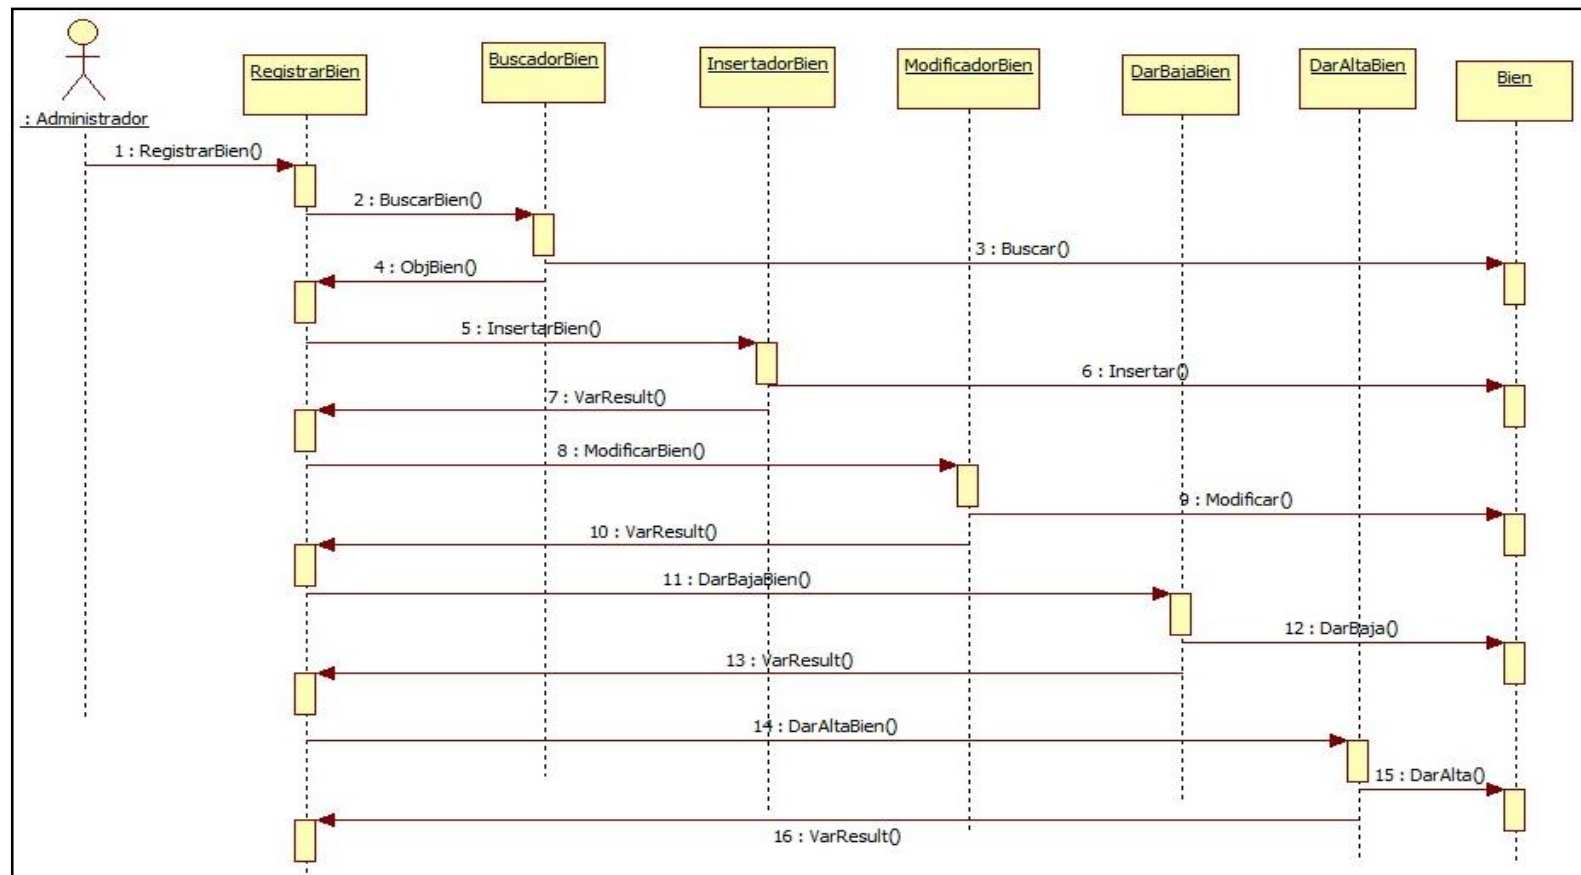 : Administrador
RegistrarBien
BuscadorBien
InsertadorBien
ModificadorBien
DarBajaBien
DarAltaBien
Bien
1 : RegistrarBien()
2 : BuscarBien()
3 : Buscar()
4 : ObjBien()
5 : InsertarBien()
6 : Insertar()
7 : VarResult()
8 : ModificarBien()
9 : Modificar()
10 : VarResult()
11 : DarBajaBien()
12 : DarBaja()
13 : VarResult()
14 : DarAltaBien()
15 : DarAlta()
16 : VarResult()